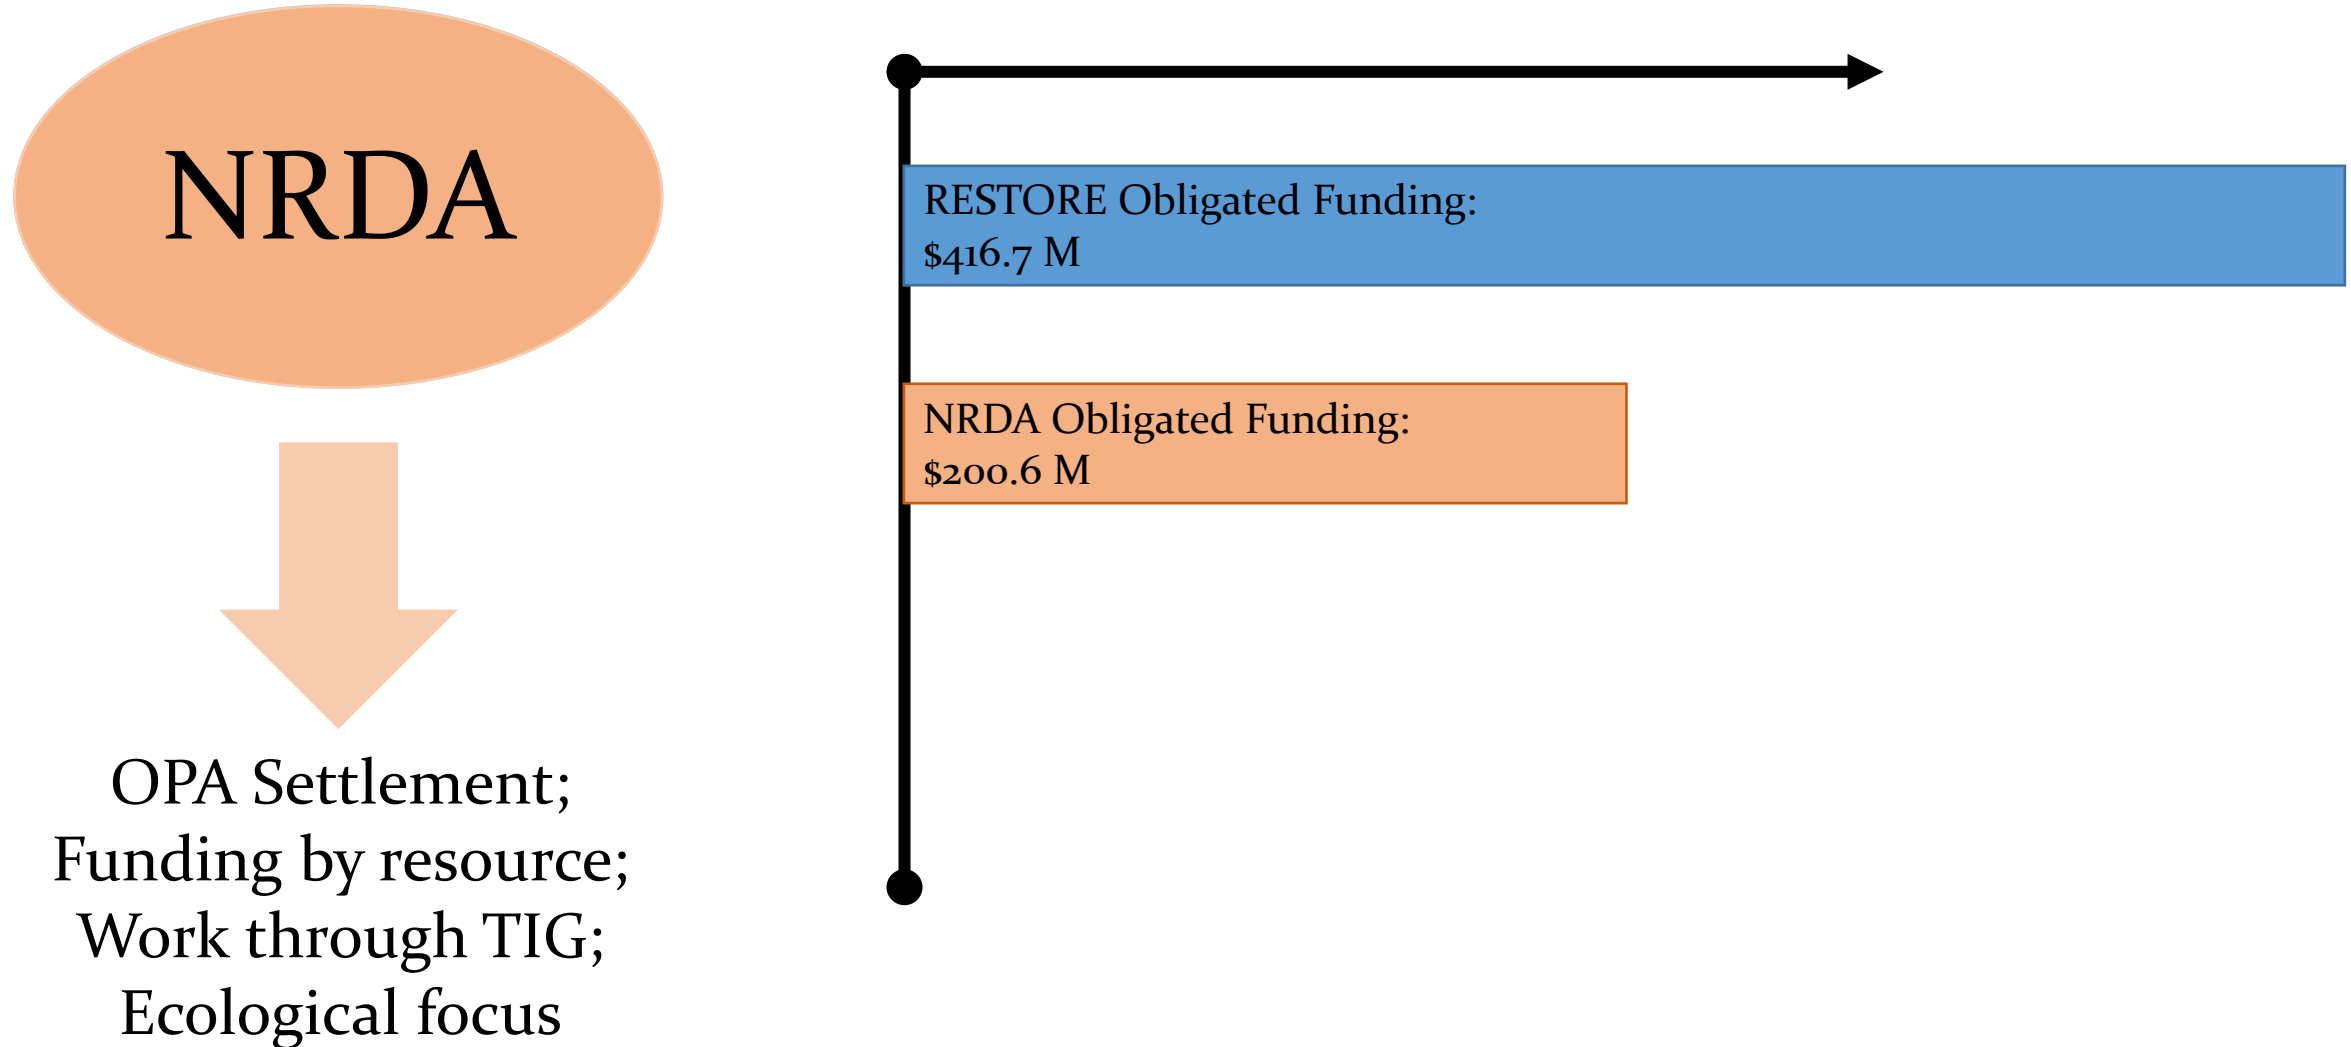 NRDA
OPA Settlement;
Funding by resource;
Work through TIG;
Ecological focus
RESTORE Obligated Funding:
$416.7 M
NRDA Obligated Funding:
$200.6 M